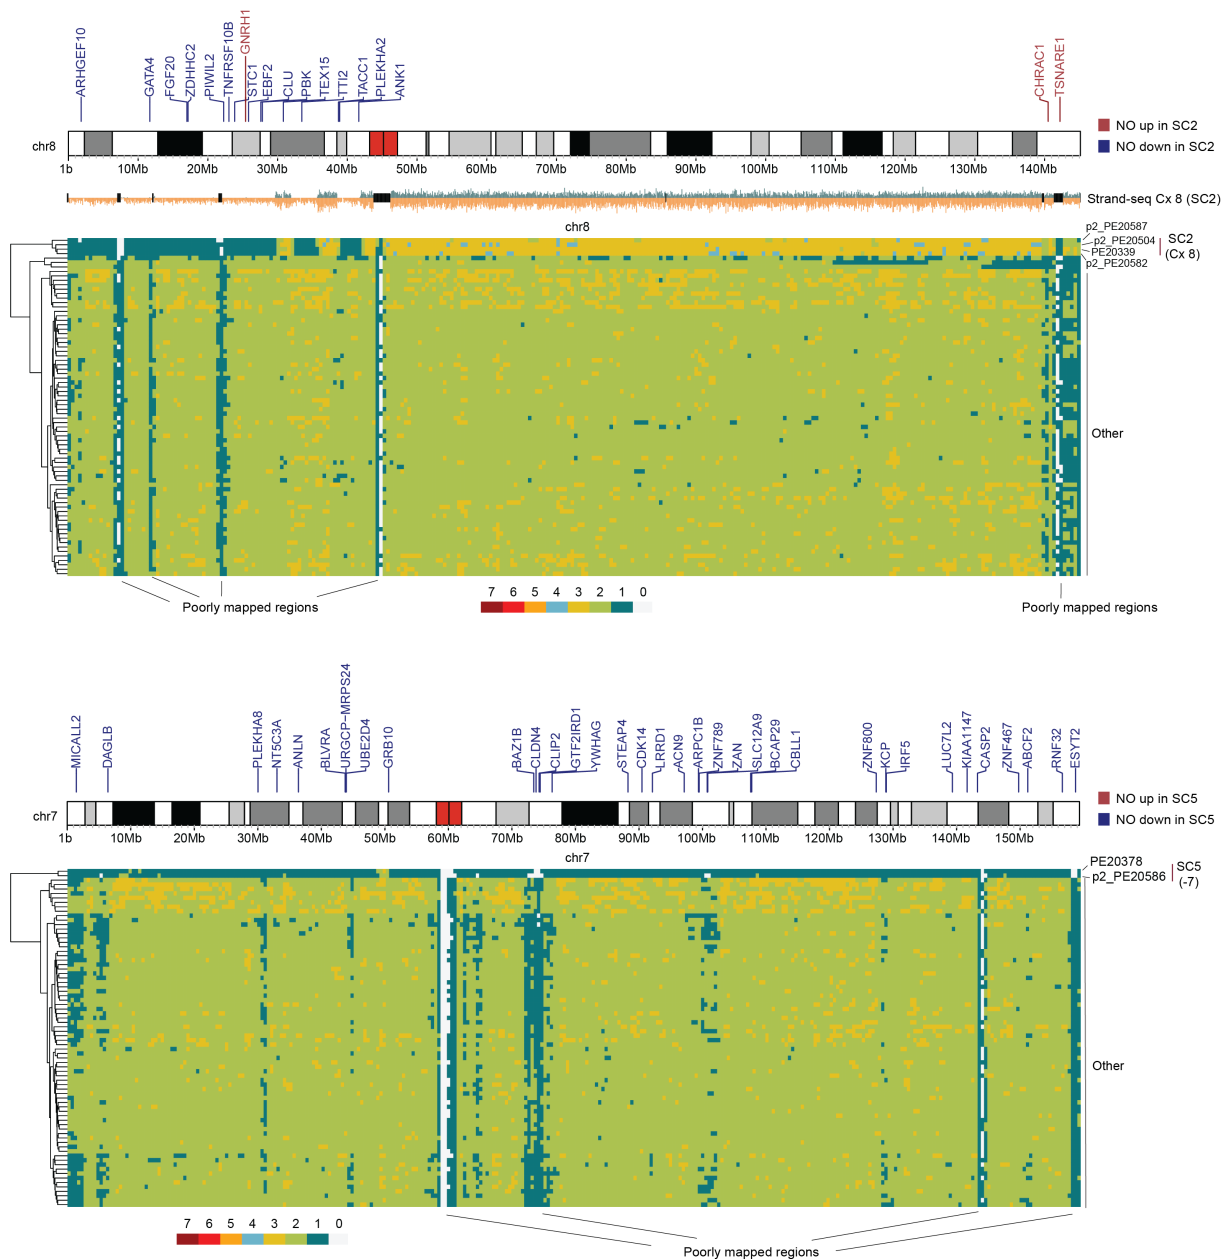 ARHGEF10
GATA4
FGF20
ZDHHC2
PIWIL2
TNFRSF10B
GNRH1
STC1
EBF2
CLU
PBK
TEX15
TTI2
TACC1
PLEKHA2
ANK1
CHRAC1
TSNARE1
NO up in SC2
NO down in SC2
chr8
1b 10Mb 20Mb 30Mb 40Mb 50Mb 60Mb 70Mb 80Mb 90Mb 100Mb 110Mb 120Mb 130Mb 140Mb
Strand-seq Cx 8 (SC2)
chr8
p2_PE20587
p2_PE20504
PE20339
p2_PE20582
SC2
(Cx 8)
Other
Poorly mapped regions
7 6 5 4 3 2 1 0
Poorly mapped regions
MICALL2
DAGLB
PLEKHA8
NT5C3A
ANLN
BLVRA
URGCP−MRPS24
UBE2D4
GRB10
BAZ1B
CLDN4
CLIP2
GTF2IRD1
YWHAG
STEAP4
CDK14
LRRD1
ACN9
ARPC1B
ZNF789
ZAN
SLC12A9
BCAP29
CBLL1
ZNF800
KCP
IRF5
LUC7L2
KIAA1147
CASP2
ZNF467
ABCF2
RNF32
ESYT2
NO up in SC5
NO down in SC5
chr7
1b 10Mb 20Mb 30Mb 40Mb 50Mb 60Mb 70Mb 80Mb 90Mb 100Mb 110Mb 120Mb 130Mb 140Mb 150Mb
chr7
PE20378
p2_PE20586
SC5
(-7)
Other
7 6 5 4 3 2 1 0
Poorly mapped regions